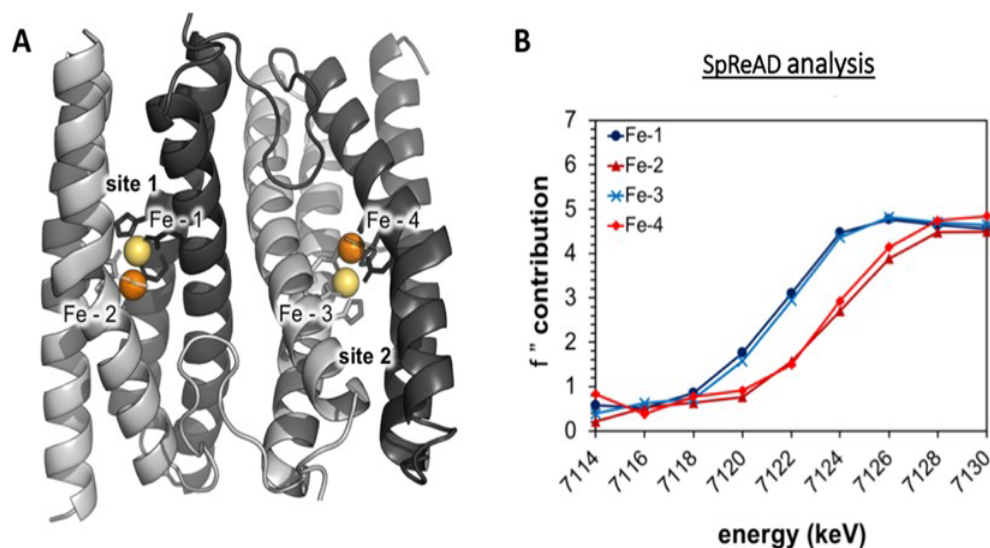 A
site 1
Fe - 1
Fe - 4
Fe - 2
Fe - 3
site 2
B
SpReAD analysis
f " contribution
7
6
5
4
3
2
1
0
Fe-1
Fe-2
Fe-3
Fe-4
7114
7116
7118
7120
7122
7124
7126
7128
7130
energy (keV)